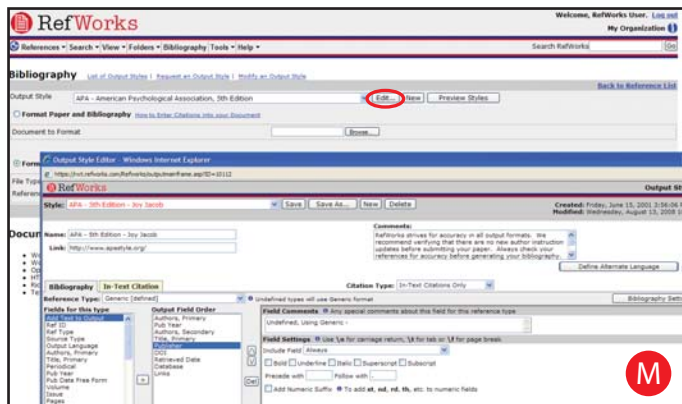 RefWorks
Welcome, RefWorks User. Log out
My Organization
References Search View Folders Bibliography Tools Help
Search RefWorks Go
Bibliography List of Output Styles | Request an Output Style | Modify an Output Style
Back to Reference List
Output Style APA - American Psychological Association, 5th Edition Edit... New Preview Styles
Format Paper and Bibliography How to Enter Citations into your Document
Document to Format Browse...
Form
File Type
Referen
Docum
Output Style Editor - Windows Internet Explorer
RefWorks
Output St
Style: APA - 5th Edition - Joy Jacob Save Save As... New Delete
Created: Friday, June 15, 2001 3:56:06
Modified: Wednesday, August 13, 2008
Name: APA - 5th Edition - Joy Jacob
Link: http://www.apastyle.org/
Comments:
RefWorks strives for accuracy in all output formats. We
recommend verifying that there are no new author instruction
updates before submitting your paper. Always check your
references for accuracy before generating your bibliography.
Define Alternate Language
Bibliography In-Text Citation
Citation Type: In-Text Citations Only
Reference Type: Generic [defined]
Undefined types will use Generic format
Bibliography Sett
Fields for this type
Add Text to Output
Ref ID
Ref Type
Source Type
Output Language
Authors, Primary
Title, Primary
Periodical
Pub Year
Pub Date Free Form
Volume
Issue
Pages
Output Field Order
Authors, Primary
Pub Year
Authors, Secondary
Title, Primary
Publisher
DOI
Retrieved Date
Database
Links
Del
Field Comments Any special comments about this field for this reference type
Undefined, Using Generic -
Field Settings Use \n for carriage return, \t for tab or \f for page break.
Include Field Always
Bold Underline Italic Superscript Subscript
Precede with Follow with
Add Numeric Suffix To add st, nd, rd, th, etc. to numeric fields
M